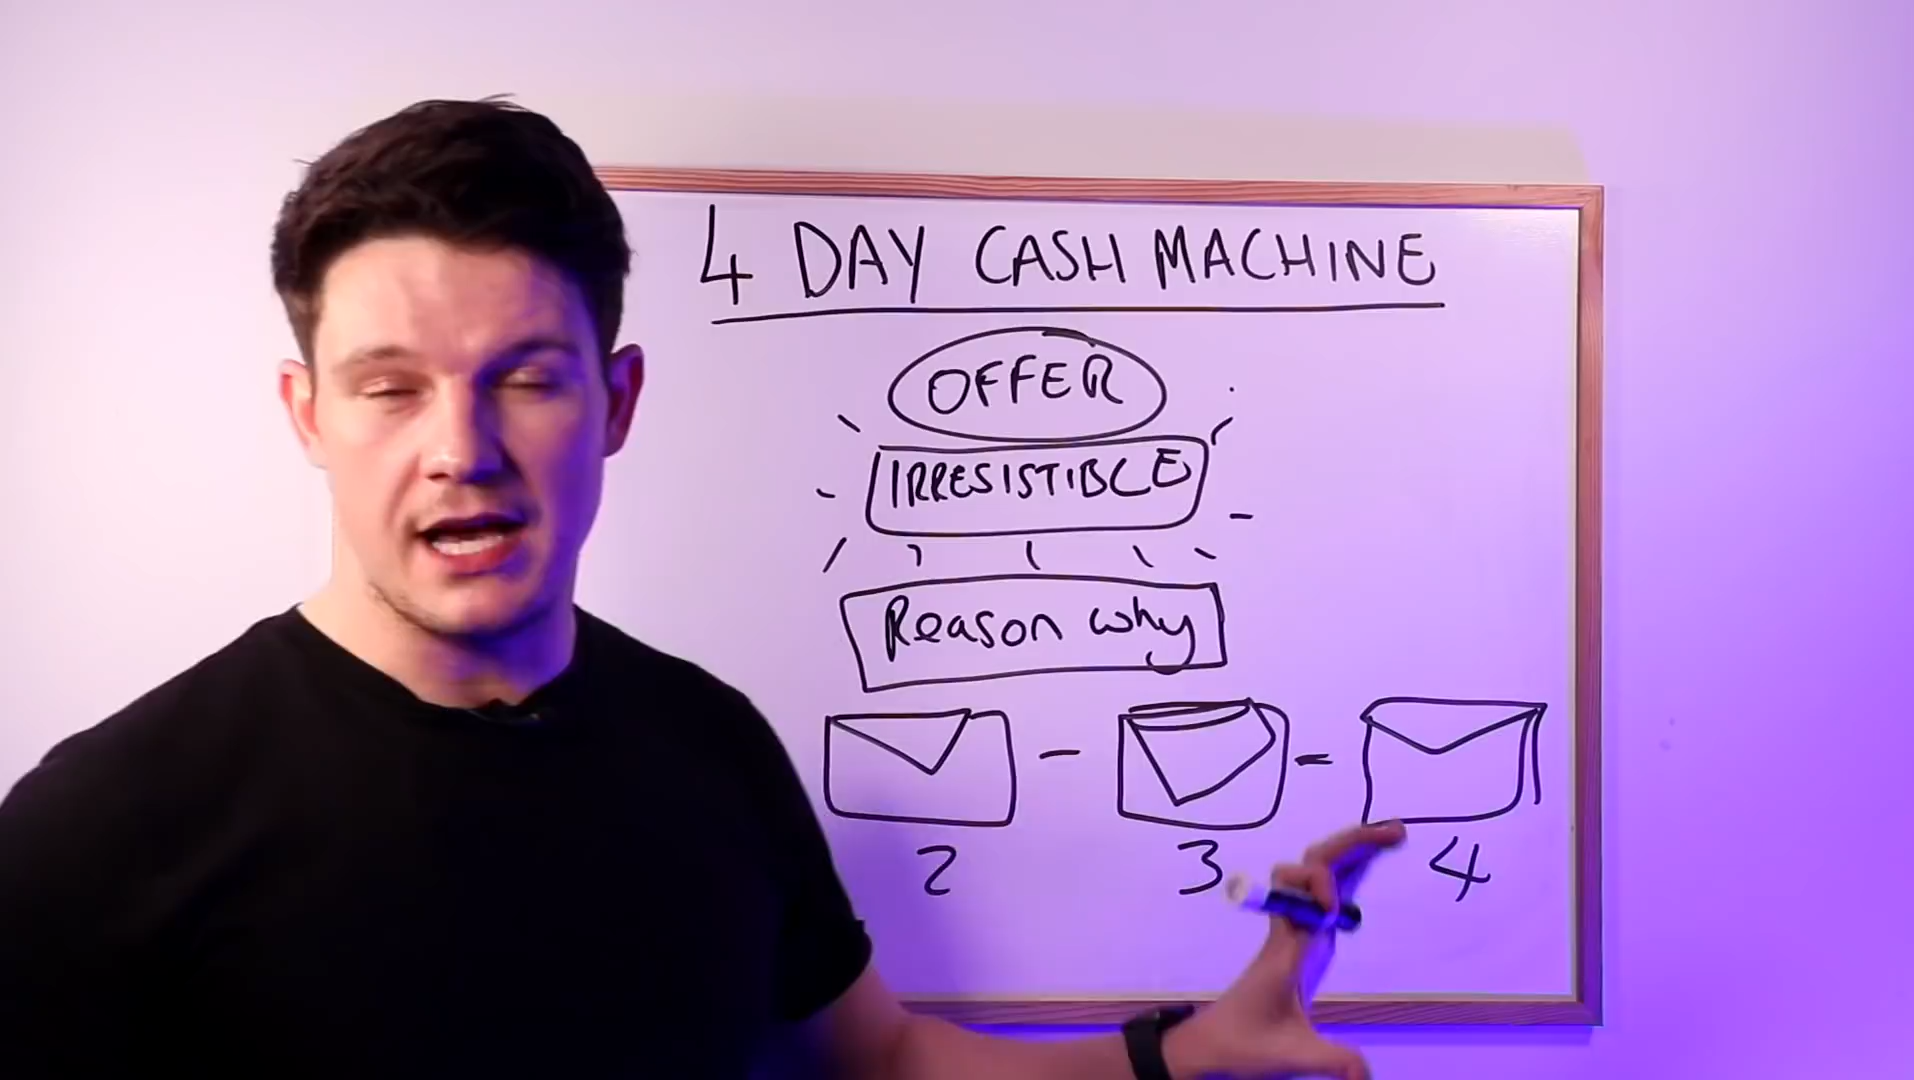 4 DAY CASH MACHINE
OFFER
IRRESISTIBLE
Reason why
2 - 3 = 4